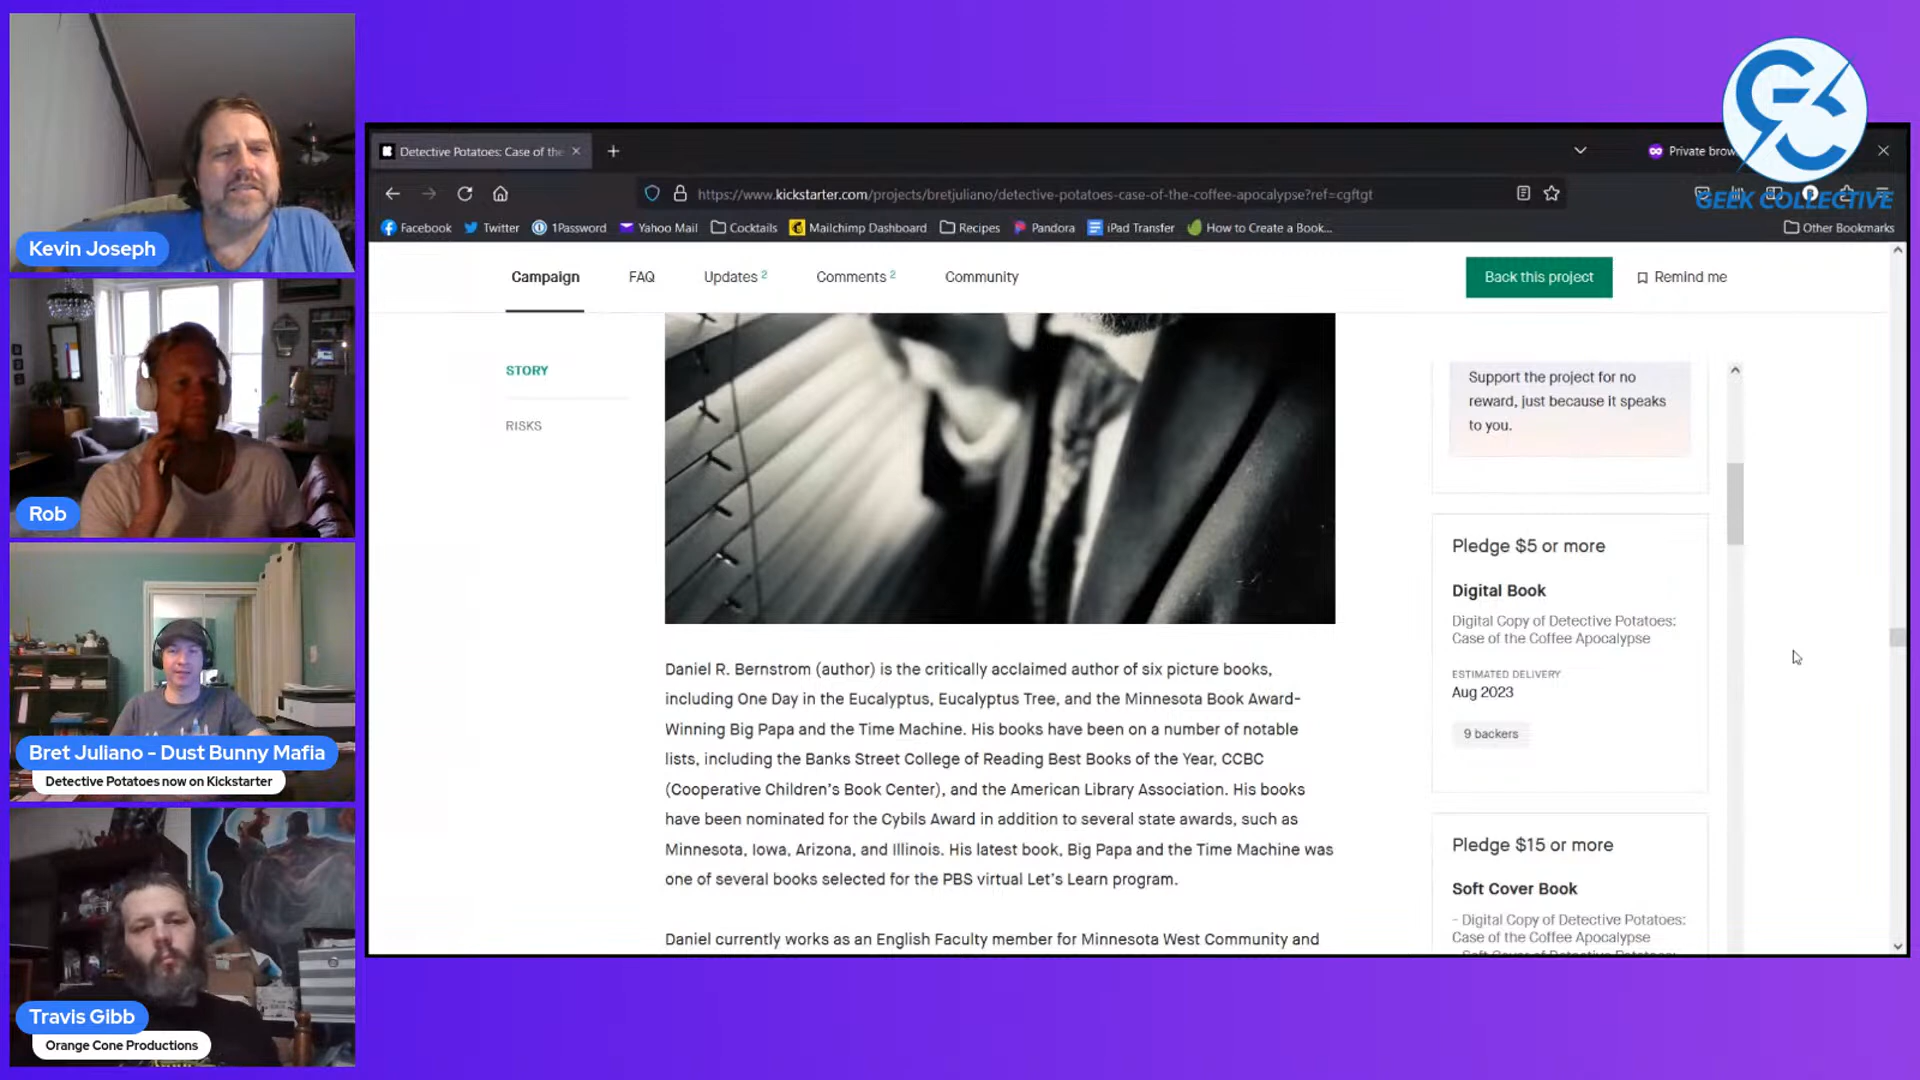 Kevin Joseph
Rob
Bret Juliano - Dust Bunny Mafia
Detective Potatoes now on Kickstarter
Travis Gibb
Orange Cone Productions
GEEK COLLECTIVE
Detective Potatoes: Case of the
Private brow
https://www.kickstarter.com/projects/bretjuliano/detective-potatoes-case-of-the-coffee-apocalypse?ref=cgftgt
Facebook Twitter 1Password Yahoo Mail Cocktails Mailchimp Dashboard Recipes Pandora iPad Transfer How to Create a Book... Other Bookmarks
Campaign FAQ Updates 2 Comments 2 Community Back this project Remind me
STORY
RISKS
Daniel R. Bernstrom (author) is the critically acclaimed author of six picture books,
including One Day in the Eucalyptus, Eucalyptus Tree, and the Minnesota Book Award-
Winning Big Papa and the Time Machine. His books have been on a number of notable
lists, including the Banks Street College of Reading Best Books of the Year, CCBC
(Cooperative Children's Book Center), and the American Library Association. His books
have been nominated for the Cybils Award in addition to several state awards, such as
Minnesota, Iowa, Arizona, and Illinois. His latest book, Big Papa and the Time Machine was
one of several books selected for the PBS virtual Let's Learn program.
Daniel currently works as an English Faculty member for Minnesota West Community and
Support the project for no
reward, just because it speaks
to you.
Pledge $5 or more
Digital Book
Digital Copy of Detective Potatoes:
Case of the Coffee Apocalypse
ESTIMATED DELIVERY
Aug 2023
9 backers
Pledge $15 or more
Soft Cover Book
- Digital Copy of Detective Potatoes:
Case of the Coffee Apocalypse
- Soft Cover of Detective Potatoes: